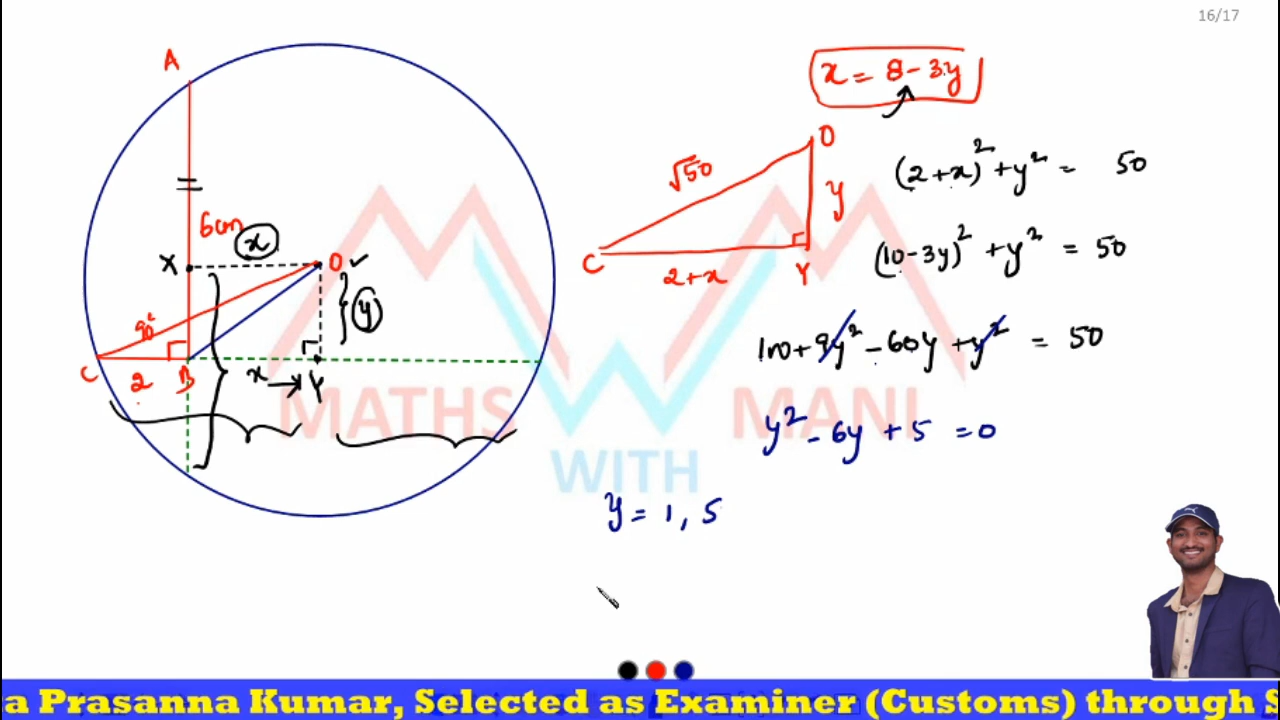 16/17
A
x = 8 - 3y
O
√50
(2+x)² + y² = 50
y
6cm
x
X
O ✓
C
Y
2+x
(10-3y)² + y² = 50
y
90°
100 + 9y² - 60y + y² = 50
C
2
B
x → Y
MATHS
MANI
WITH
y² - 6y + 5 = 0
y = 1, 5
a Prasanna Kumar, Selected as Examiner (Customs) through S